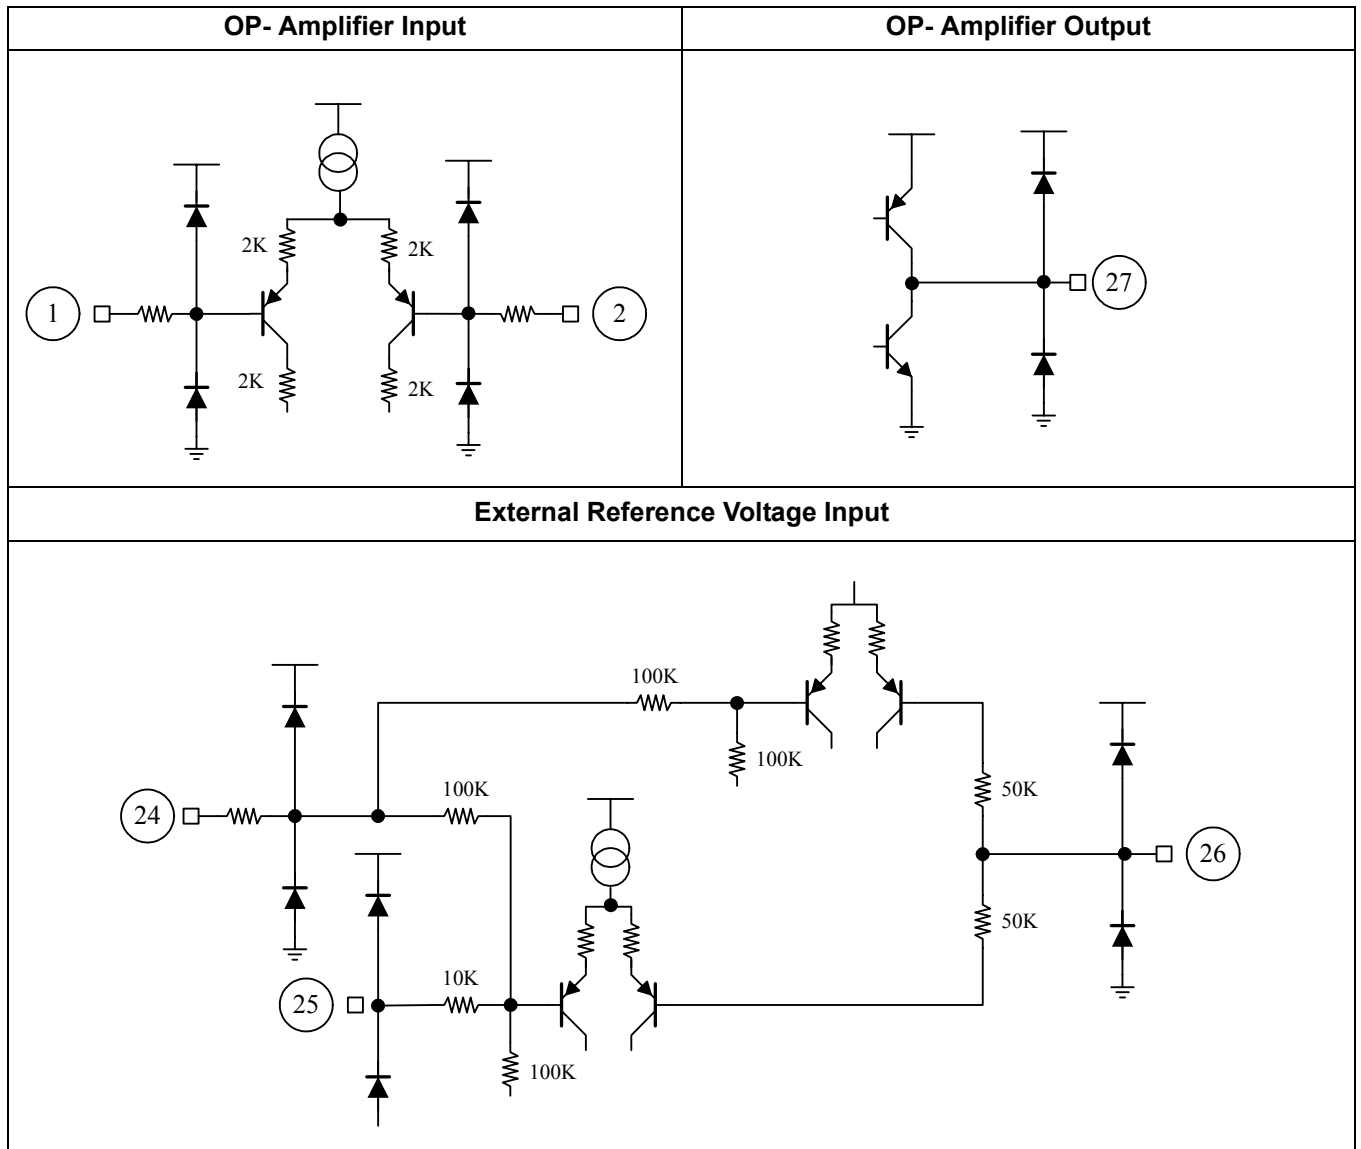 OP- Amplifier Input
OP- Amplifier Output
2K
2K
1
2
27
2K
2K
External Reference Voltage Input
100K
100K
24
100K
50K
26
25
10K
50K
100K